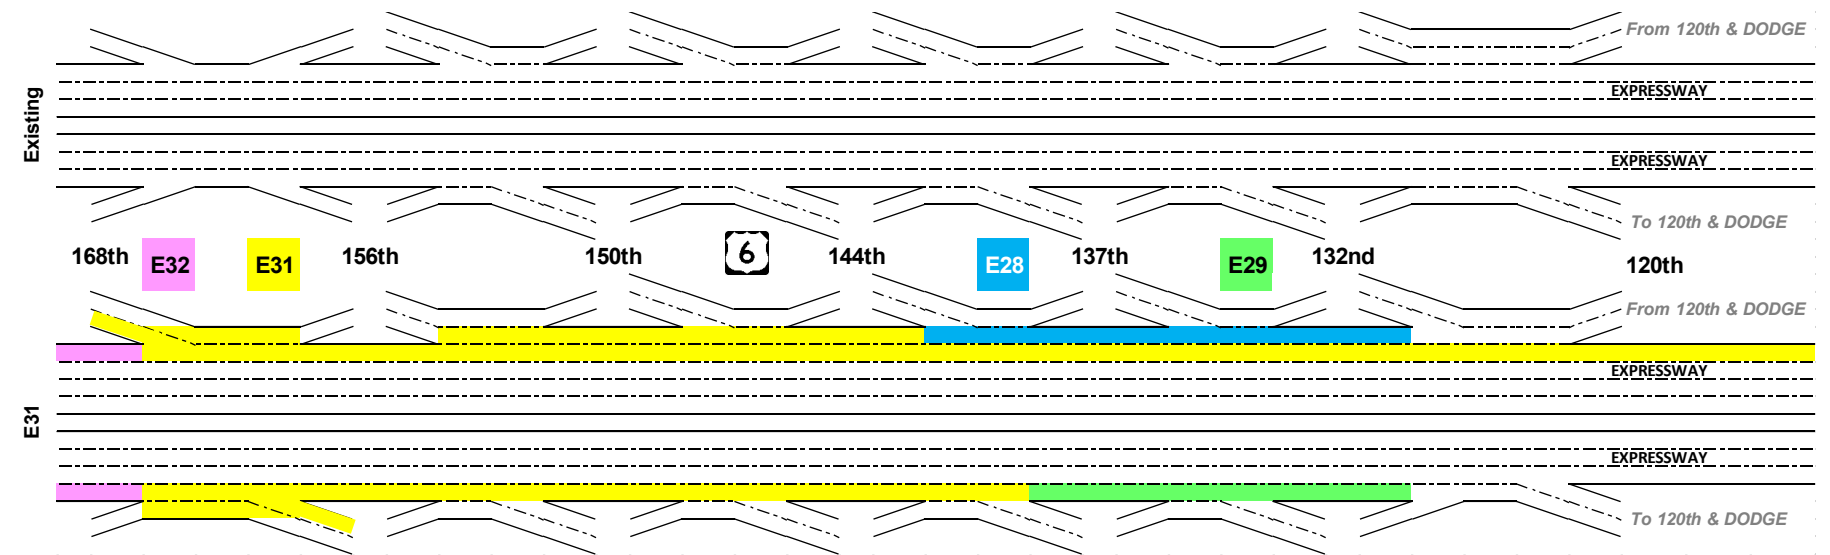 From 120th & DODGE
EXPRESSWAY
Existing
EXPRESSWAY
To 120th & DODGE
168th E32 E31 156th 150th 6 144th E28 137th E29 132nd 120th
From 120th & DODGE
EXPRESSWAY
E31
EXPRESSWAY
To 120th & DODGE